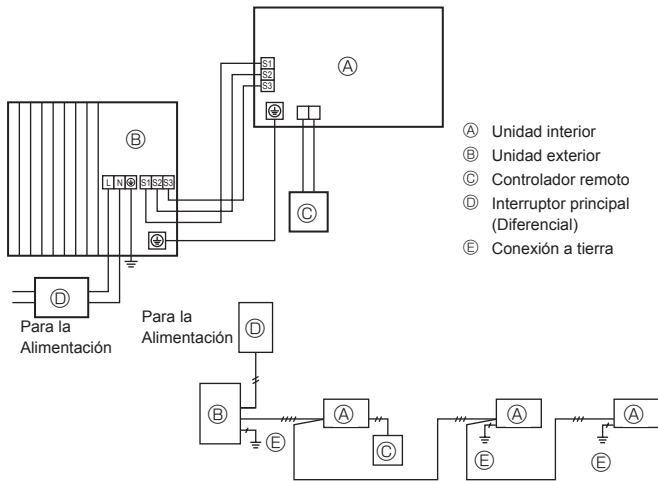 S1
S2
S3
Ⓐ
Ⓑ
L N S1 S2 S3
Ⓒ
Ⓓ
Para la
Alimentación
Ⓐ Unidad interior
Ⓑ Unidad exterior
Ⓒ Controlador remoto
Ⓓ Interruptor principal
(Diferencial)
Ⓔ Conexión a tierra
Para la
Alimentación
Ⓓ
Ⓑ
Ⓔ
Ⓐ
Ⓒ
Ⓐ
Ⓔ
Ⓐ
Ⓔ